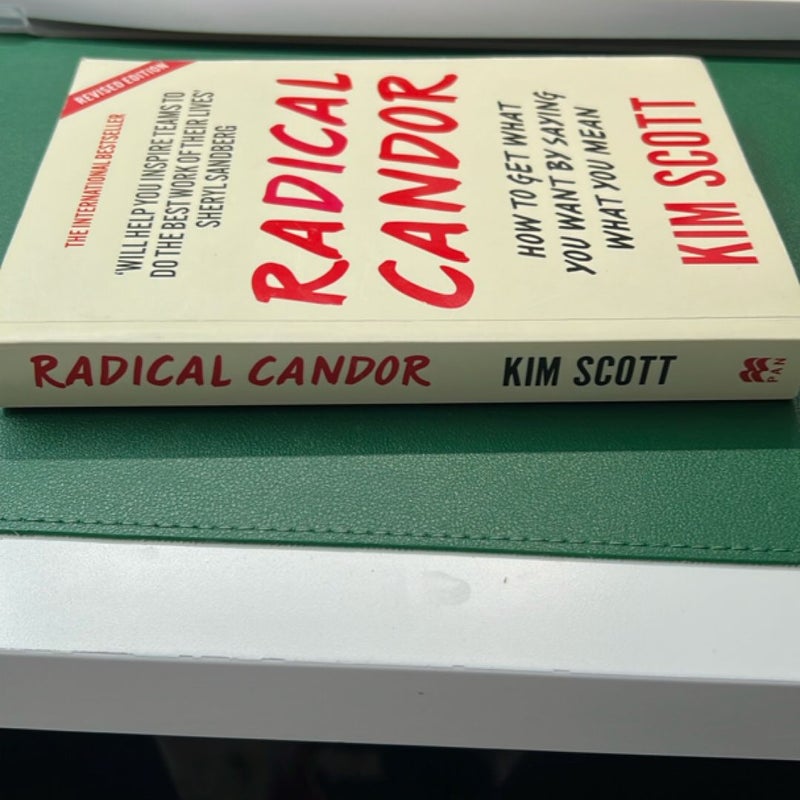 REVISED EDITION
THE INTERNATIONAL BESTSELLER
'WILL HELP YOU INSPIRE TEAMS TO
DO THE BEST WORK OF THEIR LIVES'
SHERYL SANDBERG
RADICAL
CANDOR
HOW TO GET WHAT
YOU WANT BY SAYING
WHAT YOU MEAN
KIM SCOTT
RADICAL CANDOR KIM SCOTT PAN